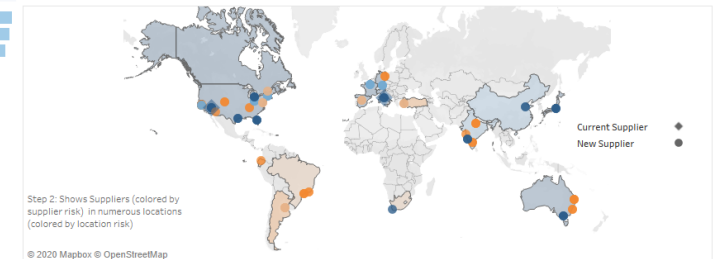 Current Supplier
New Supplier
Step 2: Shows Suppliers (colored by
supplier risk) in numerous locations
(colored by location risk)
© 2020 Mapbox © OpenStreetMap